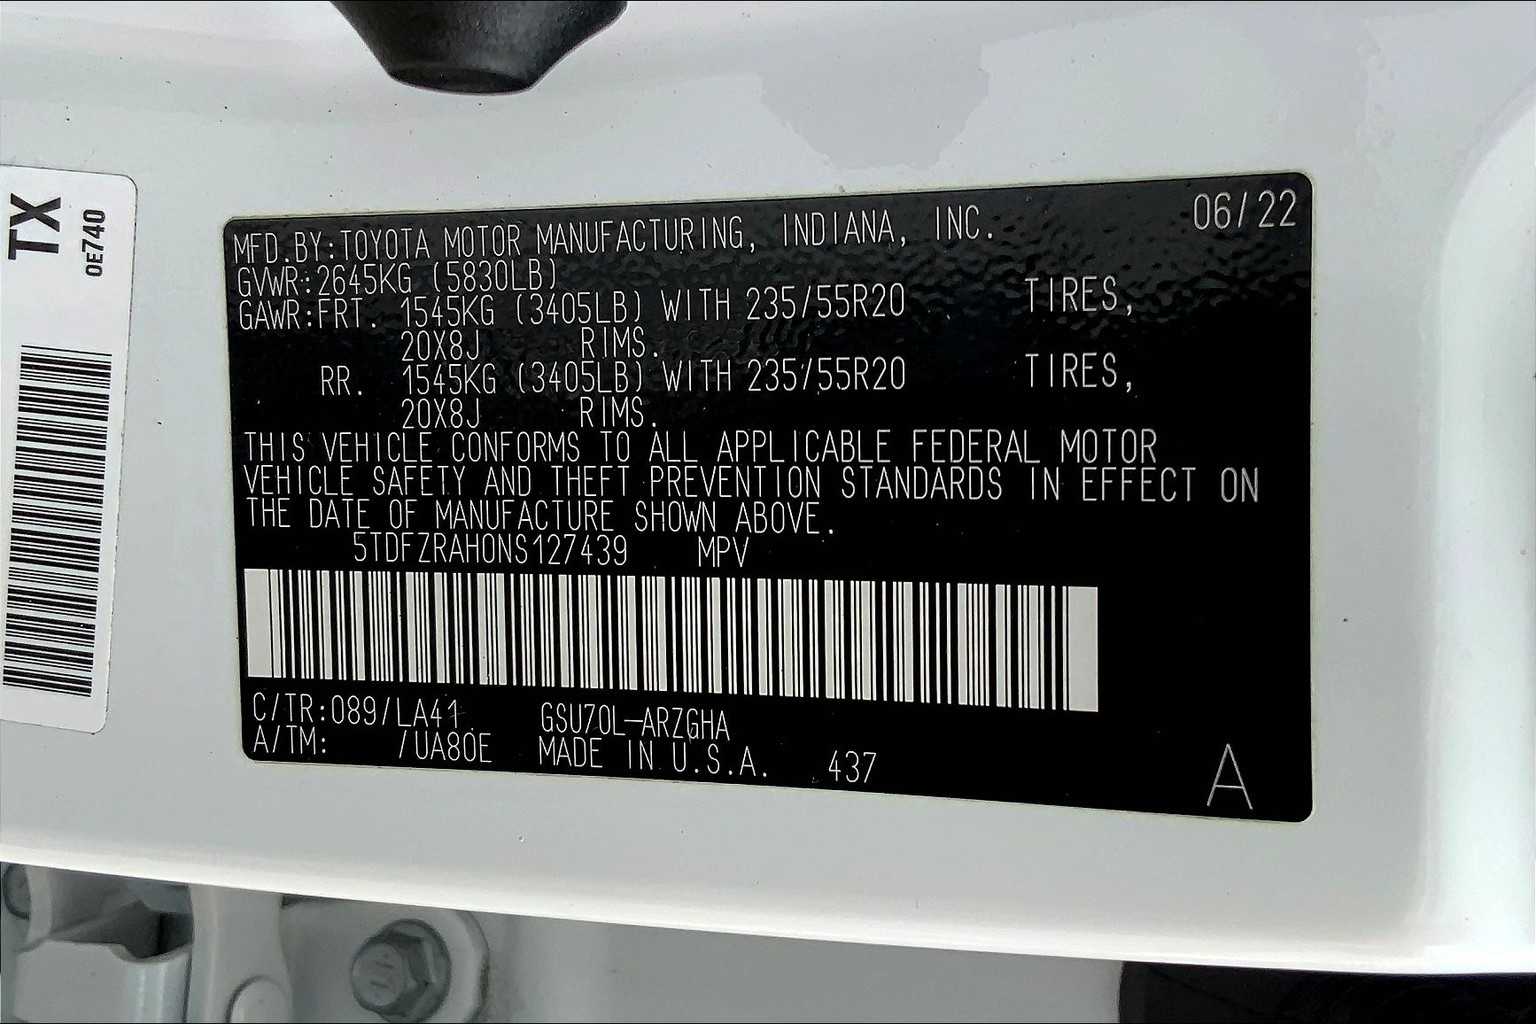 TX
0E740
06/22
MFD.BY:TOYOTA MOTOR MANUFACTURING, INDIANA, INC.
GVWR:2645KG (5830LB)
GAWR:FRT. 1545KG (3405LB) WITH 235/55R20 TIRES,
20X8J RIMS.
RR. 1545KG (3405LB) WITH 235/55R20 TIRES,
20X8J RIMS.
THIS VEHICLE CONFORMS TO ALL APPLICABLE FEDERAL MOTOR
VEHICLE SAFETY AND THEFT PREVENTION STANDARDS IN EFFECT ON
THE DATE OF MANUFACTURE SHOWN ABOVE.
5TDFZRAH0NS127439 MPV
C/TR:089/LA41 GSU70L-ARZGHA
A/TM: /UA80E MADE IN U.S.A. 437
A